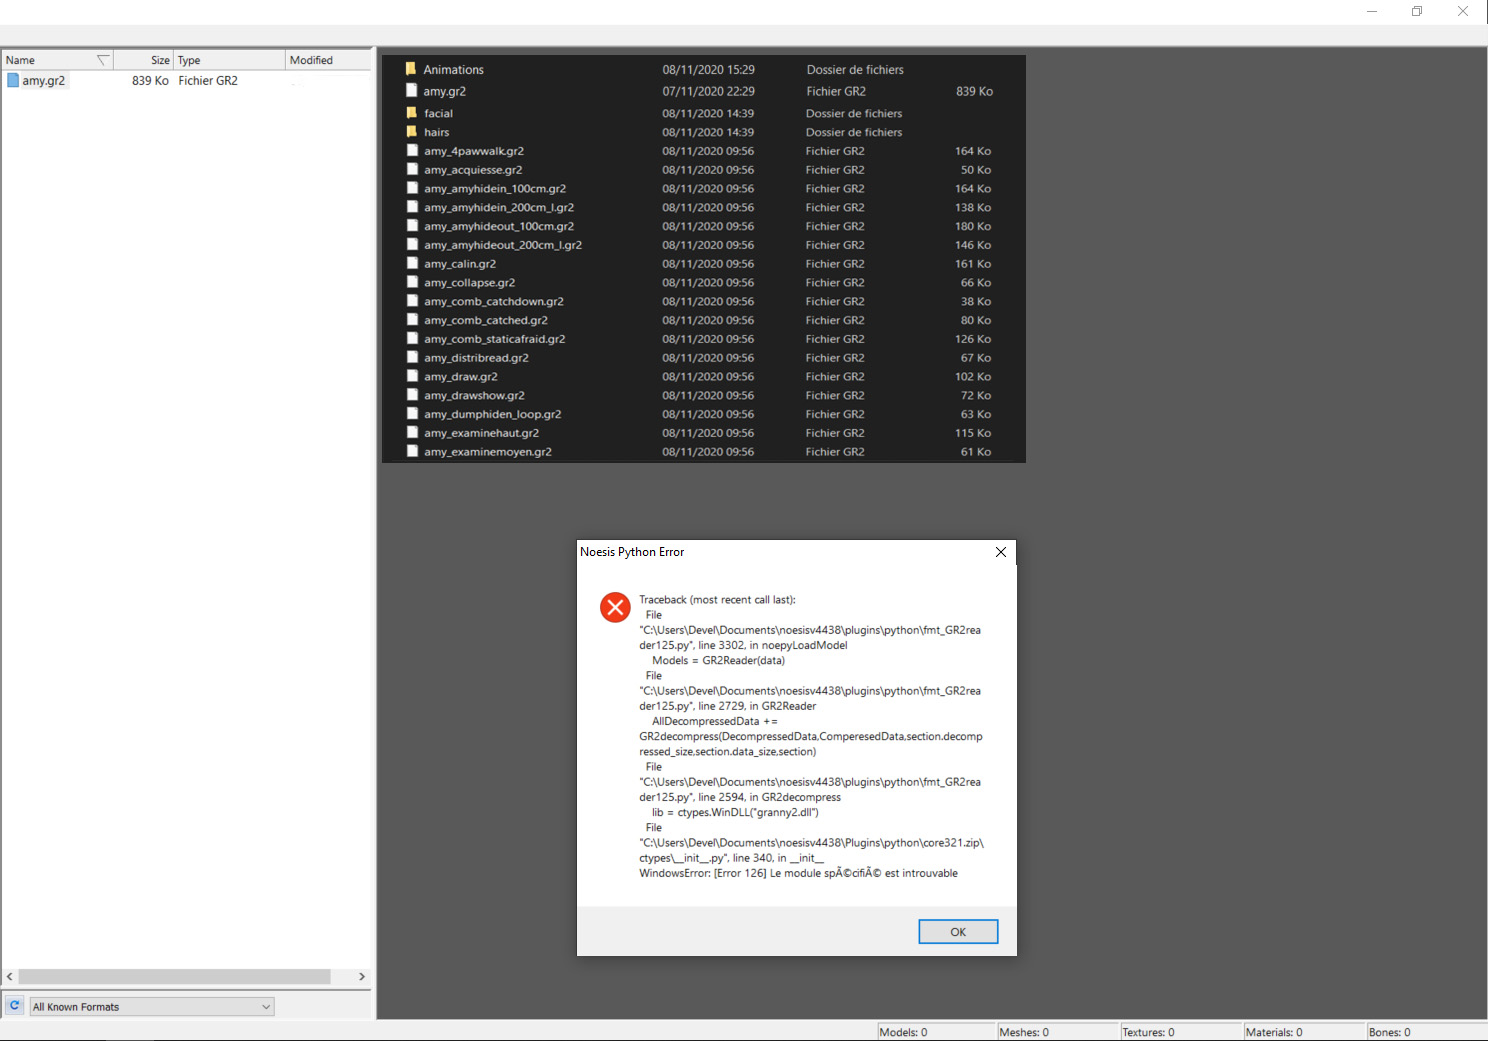 Name Size Type Modified
amy.gr2 839 Ko Fichier GR2
Animations 08/11/2020 15:29 Dossier de fichiers
amy.gr2 07/11/2020 22:29 Fichier GR2 839 Ko
facial 08/11/2020 14:39 Dossier de fichiers
hairs 08/11/2020 14:39 Dossier de fichiers
amy_4pawwalk.gr2 08/11/2020 09:56 Fichier GR2 164 Ko
amy_acquiesse.gr2 08/11/2020 09:56 Fichier GR2 50 Ko
amy_amyhidein_100cm.gr2 08/11/2020 09:56 Fichier GR2 164 Ko
amy_amyhidein_200cm_l.gr2 08/11/2020 09:56 Fichier GR2 138 Ko
amy_amyhideout_100cm.gr2 08/11/2020 09:56 Fichier GR2 180 Ko
amy_amyhideout_200cm_l.gr2 08/11/2020 09:56 Fichier GR2 146 Ko
amy_calin.gr2 08/11/2020 09:56 Fichier GR2 161 Ko
amy_collapse.gr2 08/11/2020 09:56 Fichier GR2 66 Ko
amy_comb_catchdown.gr2 08/11/2020 09:56 Fichier GR2 38 Ko
amy_comb_catched.gr2 08/11/2020 09:56 Fichier GR2 80 Ko
amy_comb_staticafraid.gr2 08/11/2020 09:56 Fichier GR2 126 Ko
amy_distribread.gr2 08/11/2020 09:56 Fichier GR2 67 Ko
amy_draw.gr2 08/11/2020 09:56 Fichier GR2 102 Ko
amy_drawshow.gr2 08/11/2020 09:56 Fichier GR2 72 Ko
amy_dumphiden_loop.gr2 08/11/2020 09:56 Fichier GR2 63 Ko
amy_examinehaut.gr2 08/11/2020 09:56 Fichier GR2 115 Ko
amy_examinemoyen.gr2 08/11/2020 09:56 Fichier GR2 61 Ko
Noesis Python Error
Traceback (most recent call last):
File
"C:\Users\Devel\Documents\noesisv4438\plugins\python\fmt_GR2rea
der125.py", line 3302, in noepyLoadModel
Models = GR2Reader(data)
File
"C:\Users\Devel\Documents\noesisv4438\plugins\python\fmt_GR2rea
der125.py", line 2729, in GR2Reader
AllDecompressedData +=
GR2decompress(DecompressedData,ComperesedData,section.decomp
ressed_size,section.data_size,section)
File
"C:\Users\Devel\Documents\noesisv4438\plugins\python\fmt_GR2rea
der125.py", line 2594, in GR2decompress
lib = ctypes.WinDLL("granny2.dll")
File
"C:\Users\Devel\Documents\noesisv4438\Plugins\python\core321.zip\
ctypes\__init__.py", line 340, in __init__
WindowsError: [Error 126] Le module spÃ©cifiÃ© est introuvable
OK
All Known Formats
Models: 0 Meshes: 0 Textures: 0 Materials: 0 Bones: 0